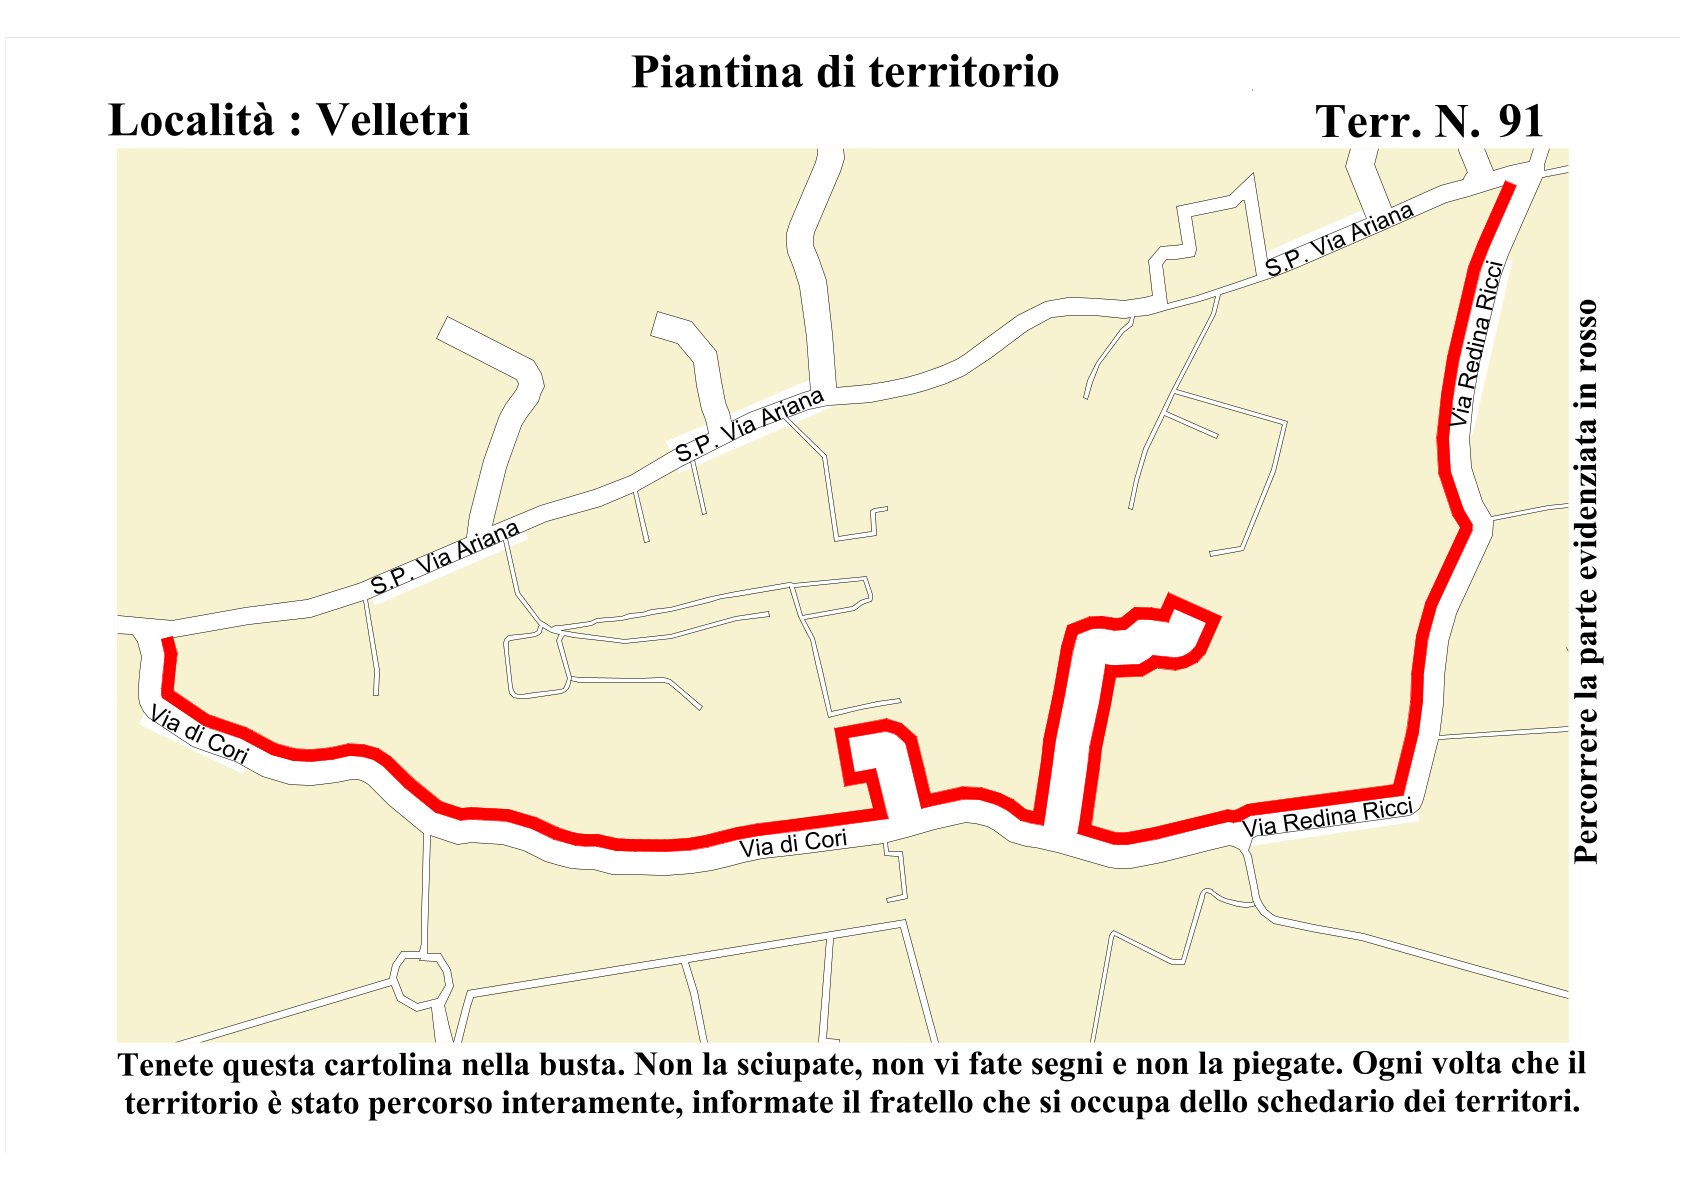 Piantina di territorio
Località : Velletri
Terr. N. 91
S.P. Via Ariana
Via Redina Ricci
S.P. Via Ariana
S.P. Via Ariana
Via di Cori
Via di Cori
Via Redina Ricci
Percorrere la parte evidenziata in rosso
Tenete questa cartolina nella busta. Non la sciupate, non vi fate segni e non la piegate. Ogni volta che il
territorio è stato percorso interamente, informate il fratello che si occupa dello schedario dei territori.